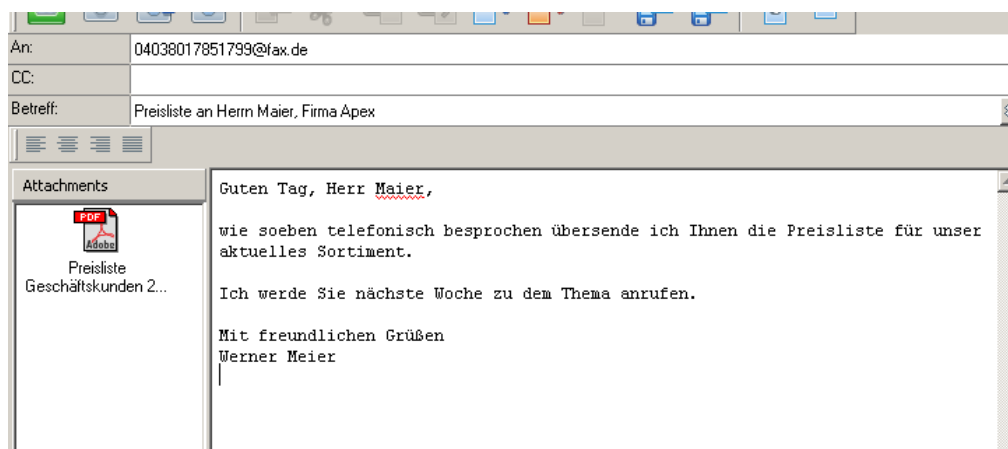 An:
04038017851799@fax.de
CC:
Betreff:
Preisliste an Herrn Maier, Firma Apex
Attachments
PDF
Adobe
Preisliste
Geschäftskunden 2...
Guten Tag, Herr Maier,
wie soeben telefonisch besprochen übersende ich Ihnen die Preisliste für unser
aktuelles Sortiment.
Ich werde Sie nächste Woche zu dem Thema anrufen.
Mit freundlichen Grüßen
Werner Meier